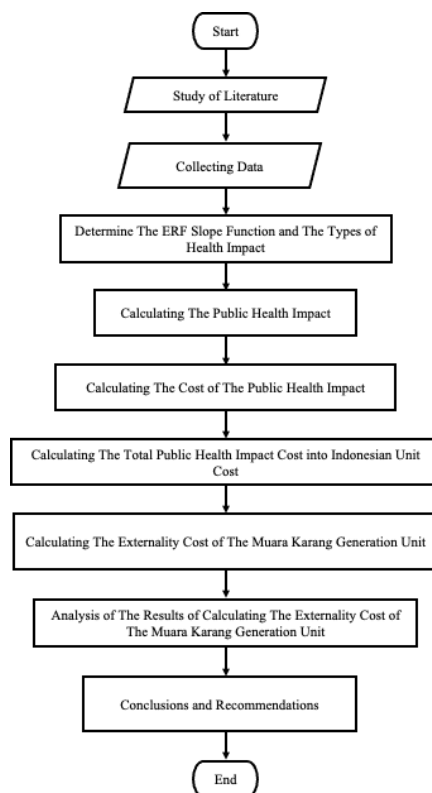 Start
Study of Literature
Collecting Data
Determine The ERF Slope Function and The Types of
Health Impact
Calculating The Public Health Impact
Calculating The Cost of The Public Health Impact
Calculating The Total Public Health Impact Cost into Indonesian Unit
Cost
Calculating The Externality Cost of The Muara Karang Generation Unit
Analysis of The Results of Calculating The Externality Cost of
The Muara Karang Generation Unit
Conclusions and Recommendations
End